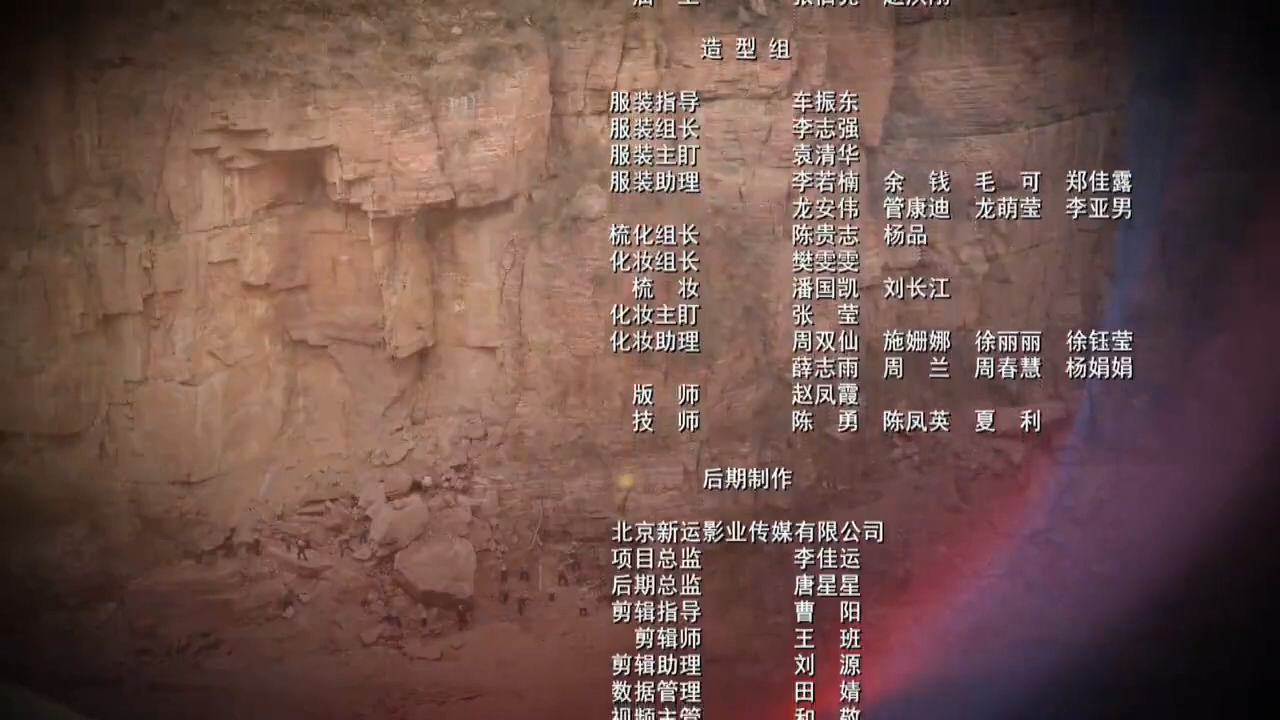 造 型 组
服装指导 车振东
服装组长 李志强
服装主盯 袁清华
服装助理 李若楠 余 钱 毛 可 郑佳露
龙安伟 管康迪 龙萌莹 李亚男
梳化组长 陈贵志 杨品
化妆组长 樊雯雯
梳 妆 潘国凯 刘长江
化妆主盯 张 莹
化妆助理 周双仙 施姗娜 徐丽丽 徐钰莹
薛志雨 周 兰 周春慧 杨娟娟
版 师 赵凤霞
技 师 陈 勇 陈凤英 夏 利
后期制作
北京新运影业传媒有限公司
项目总监 李佳运
后期总监 唐星星
剪辑指导 曹 阳
剪辑师 王 班
剪辑助理 刘 源
数据管理 田 婧
视频主管 和 敬